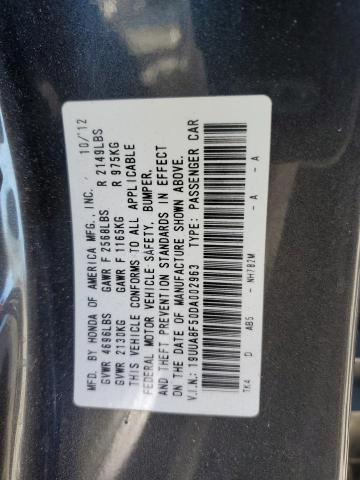 MFD. BY HONDA OF AMERICA MFG., INC. 10/12
GVWR 4696LBS GAWR F 2568LBS R 2149LBS
GVWR 2130KG GAWR F 1165KG R 975KG
THIS VEHICLE CONFORMS TO ALL APPLICABLE
FEDERAL MOTOR VEHICLE SAFETY, BUMPER,
AND THEFT PREVENTION STANDARDS IN EFFECT
ON THE DATE OF MANUFACTURE SHOWN ABOVE.
V.I.N.: 19UUA8F50DA002963 TYPE: PASSENGER CAR
TK4 D AB5 - NH782M - A - A